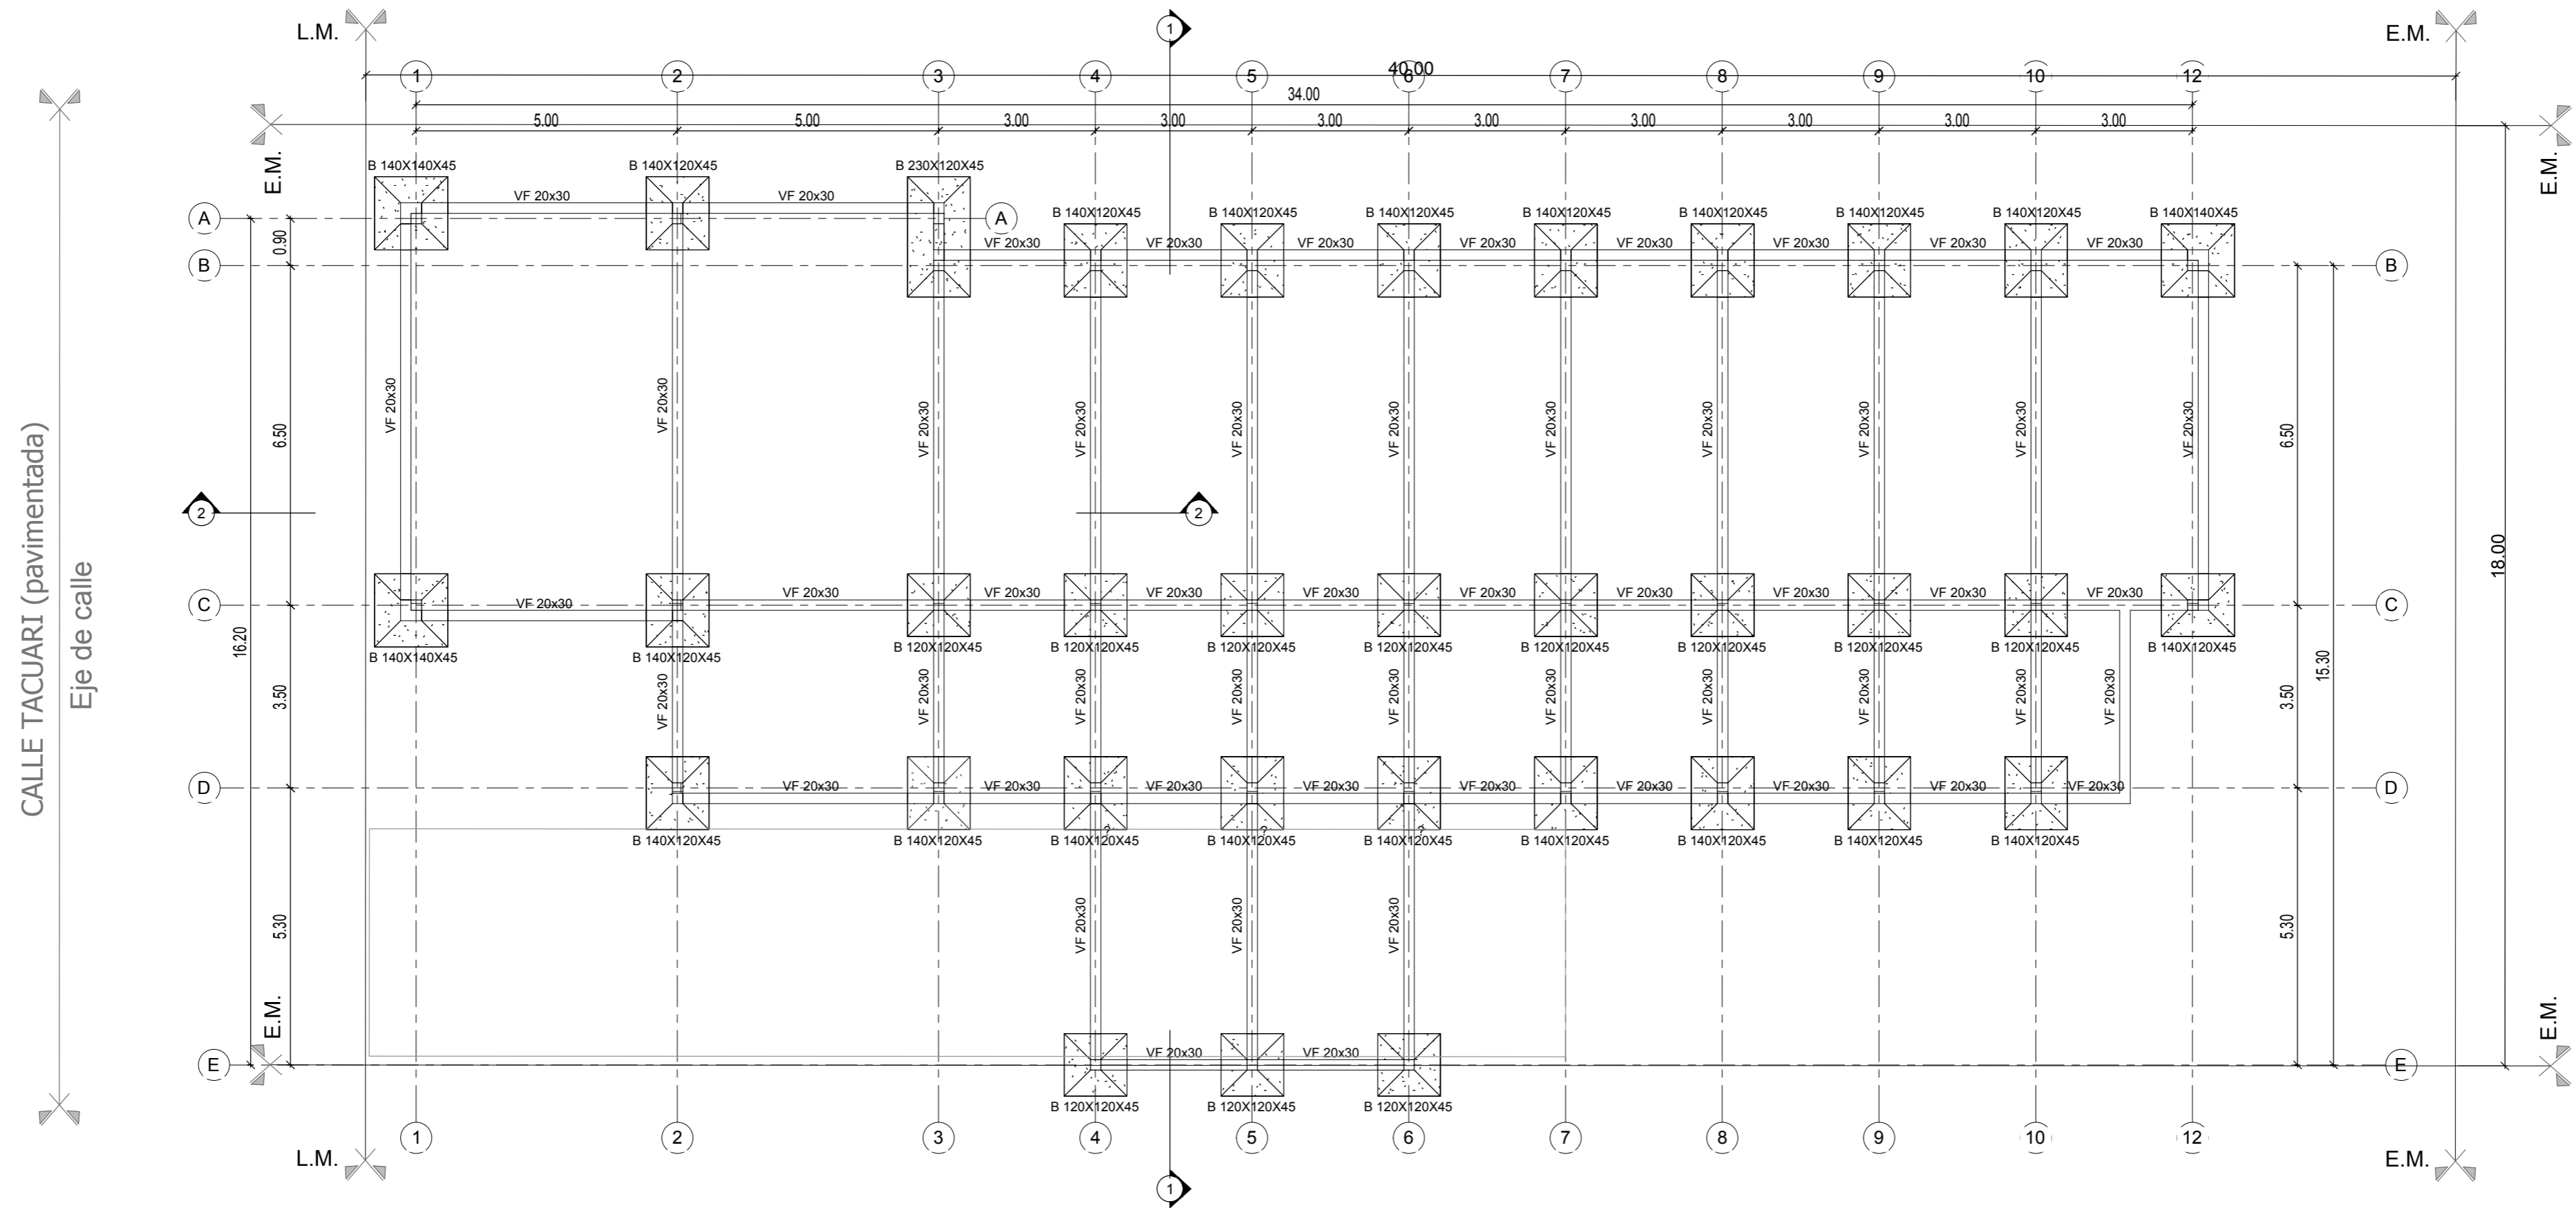 L.M.
1
E.M.
1
2
3
4
5
6
7
8
9
10
12
40.00
34.00
5.00
5.00
3.00
3.00
3.00
3.00
3.00
3.00
3.00
3.00
E.M.
E.M.
B 140X140X45
B 140X120X45
B 230X120X45
VF 20x30
VF 20x30
A
A
B 140X120X45
B 140X120X45
B 140X120X45
B 140X120X45
B 140X120X45
B 140X120X45
B 140X120X45
B 140X140X45
0.90
VF 20x30
VF 20x30
VF 20x30
VF 20x30
VF 20x30
VF 20x30
VF 20x30
VF 20x30
B
B
VF 20x30
VF 20x30
VF 20x30
VF 20x30
VF 20x30
VF 20x30
VF 20x30
VF 20x30
VF 20x30
VF 20x30
VF 20x30
6.50
6.50
2
2
18.00
CALLE TACUARI (pavimentada)
Eje de calle
VF 20x30
VF 20x30
VF 20x30
VF 20x30
VF 20x30
VF 20x30
VF 20x30
VF 20x30
VF 20x30
VF 20x30
C
C
16.20
B 140X140X45
B 140X120X45
B 120X120X45
B 120X120X45
B 120X120X45
B 120X120X45
B 120X120X45
B 120X120X45
B 120X120X45
B 120X120X45
B 140X120X45
15.30
3.50
VF 20x30
VF 20x30
VF 20x30
VF 20x30
VF 20x30
VF 20x30
VF 20x30
VF 20x30
VF 20x30
VF 20x30
3.50
D
VF 20x30
VF 20x30
VF 20x30
VF 20x30
VF 20x30
VF 20x30
VF 20x30
VF 20x30
VF 20x30
D
?
?
?
B 140X120X45
B 140X120X45
B 140X120X45
B 140X120X45
B 140X120X45
B 140X120X45
B 140X120X45
B 140X120X45
B 140X120X45
5.30
VF 20x30
VF 20x30
VF 20x30
5.30
E.M.
E.M.
VF 20x30
VF 20x30
E
E
B 120X120X45
B 120X120X45
B 120X120X45
1
2
3
4
5
6
7
8
9
10
12
L.M.
E.M.
1